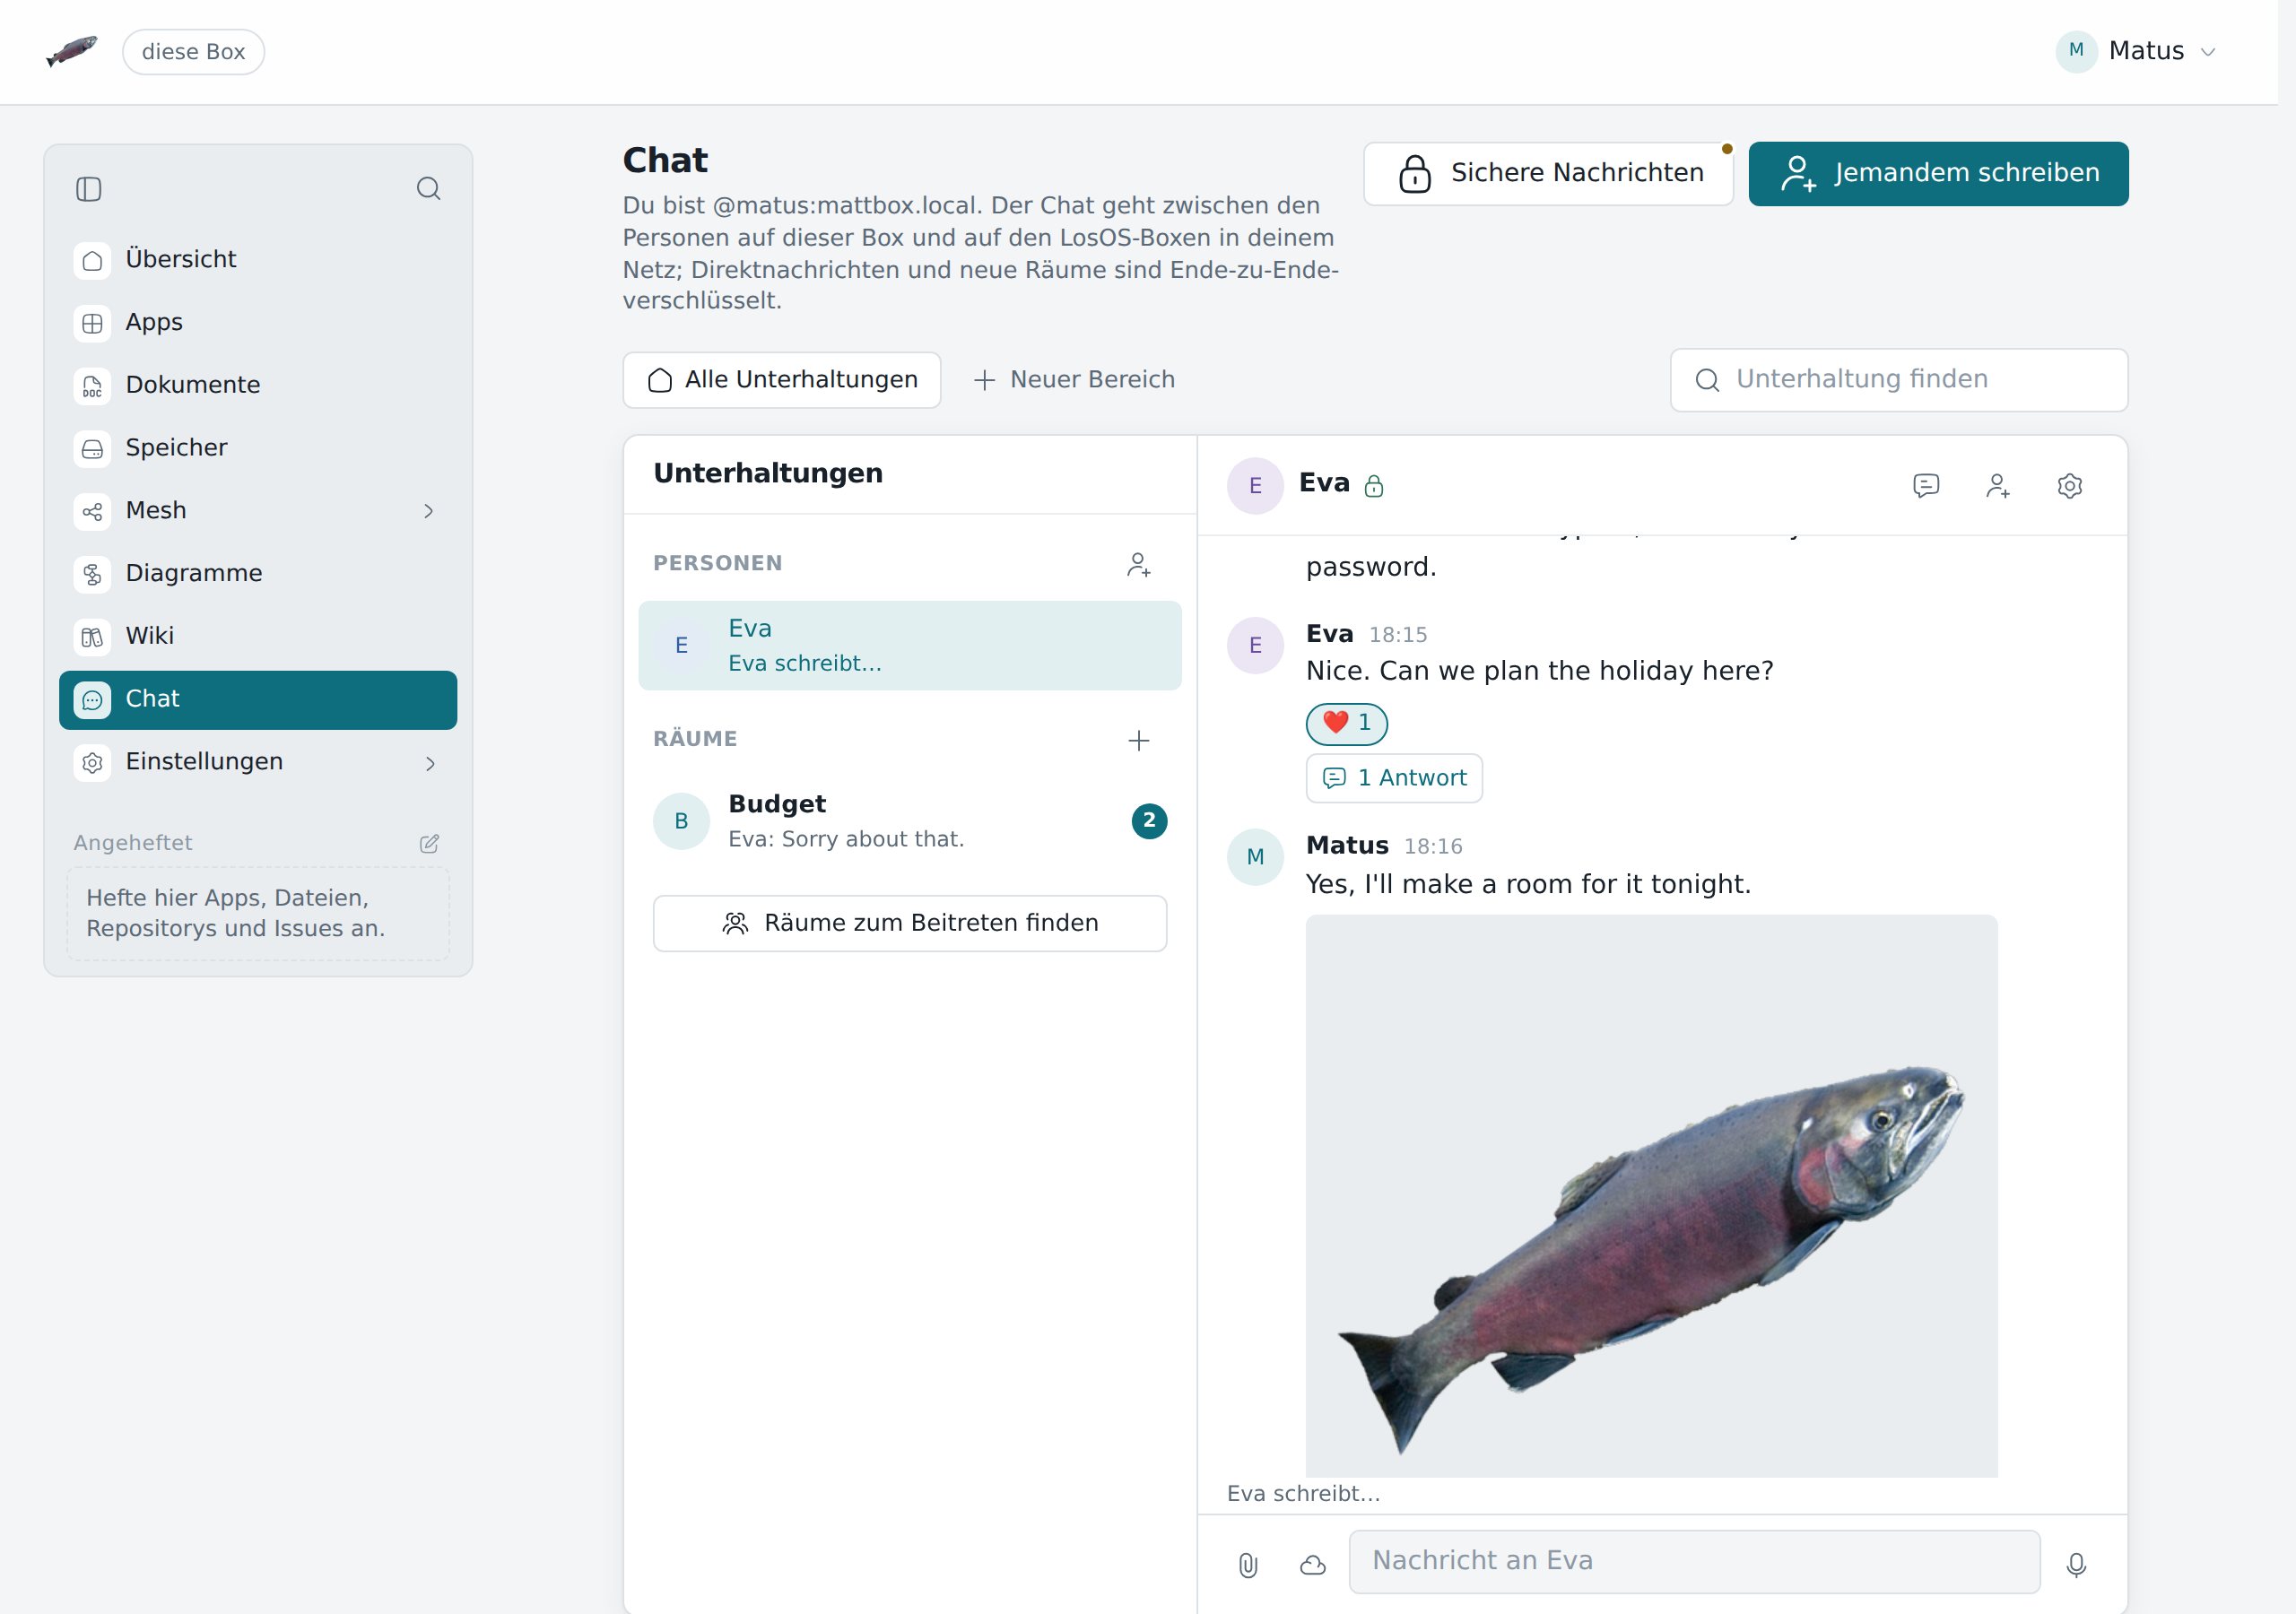 diese Box
M Matus
Übersicht
Apps
Dokumente
Speicher
Mesh
Diagramme
Wiki
Chat
Einstellungen
Angeheftet
Hefte hier Apps, Dateien,
Repositorys und Issues an.
Chat
Du bist @matus:mattbox.local. Der Chat geht zwischen den
Personen auf dieser Box und auf den LosOS-Boxen in deinem
Netz; Direktnachrichten und neue Räume sind Ende-zu-Ende-
verschlüsselt.
Sichere Nachrichten
Jemandem schreiben
Alle Unterhaltungen
Neuer Bereich
Unterhaltung finden
Unterhaltungen
PERSONEN
E Eva
Eva schreibt…
RÄUME
B Budget
Eva: Sorry about that.
2
Räume zum Beitreten finden
E Eva
password.
E Eva 18:15
Nice. Can we plan the holiday here?
❤️ 1
1 Antwort
M Matus 18:16
Yes, I'll make a room for it tonight.
Eva schreibt…
Nachricht an Eva